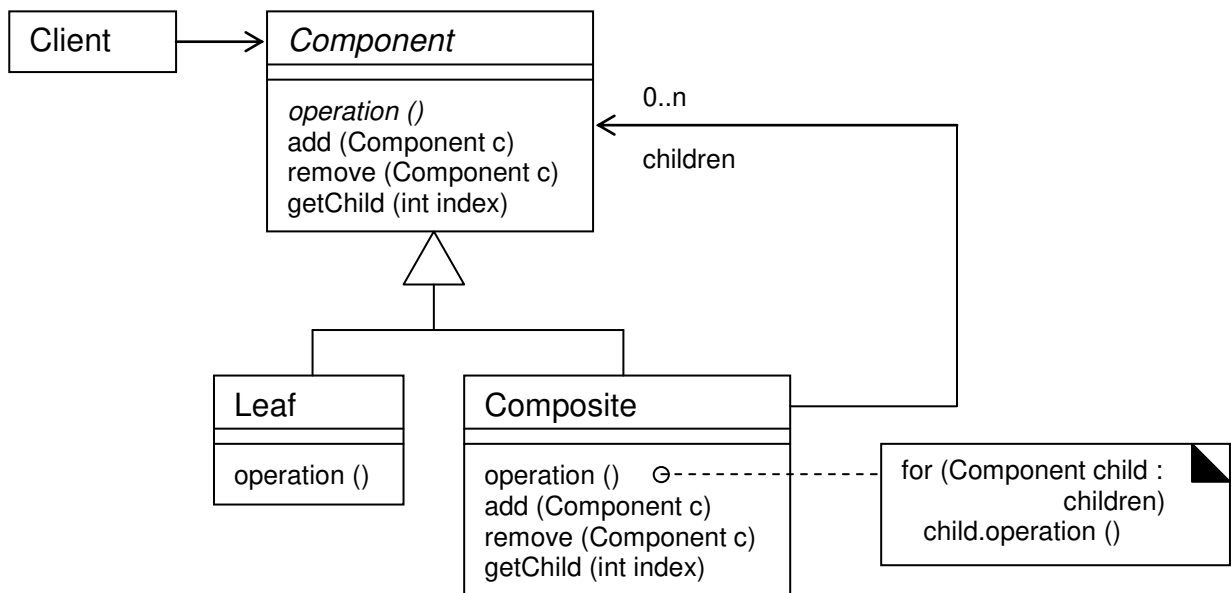 Client
Component
operation ()
add (Component c)
remove (Component c)
getChild (int index)
0..n
children
Leaf
operation ()
Composite
operation ()
add (Component c)
remove (Component c)
getChild (int index)
for (Component child :
children)
child.operation ()